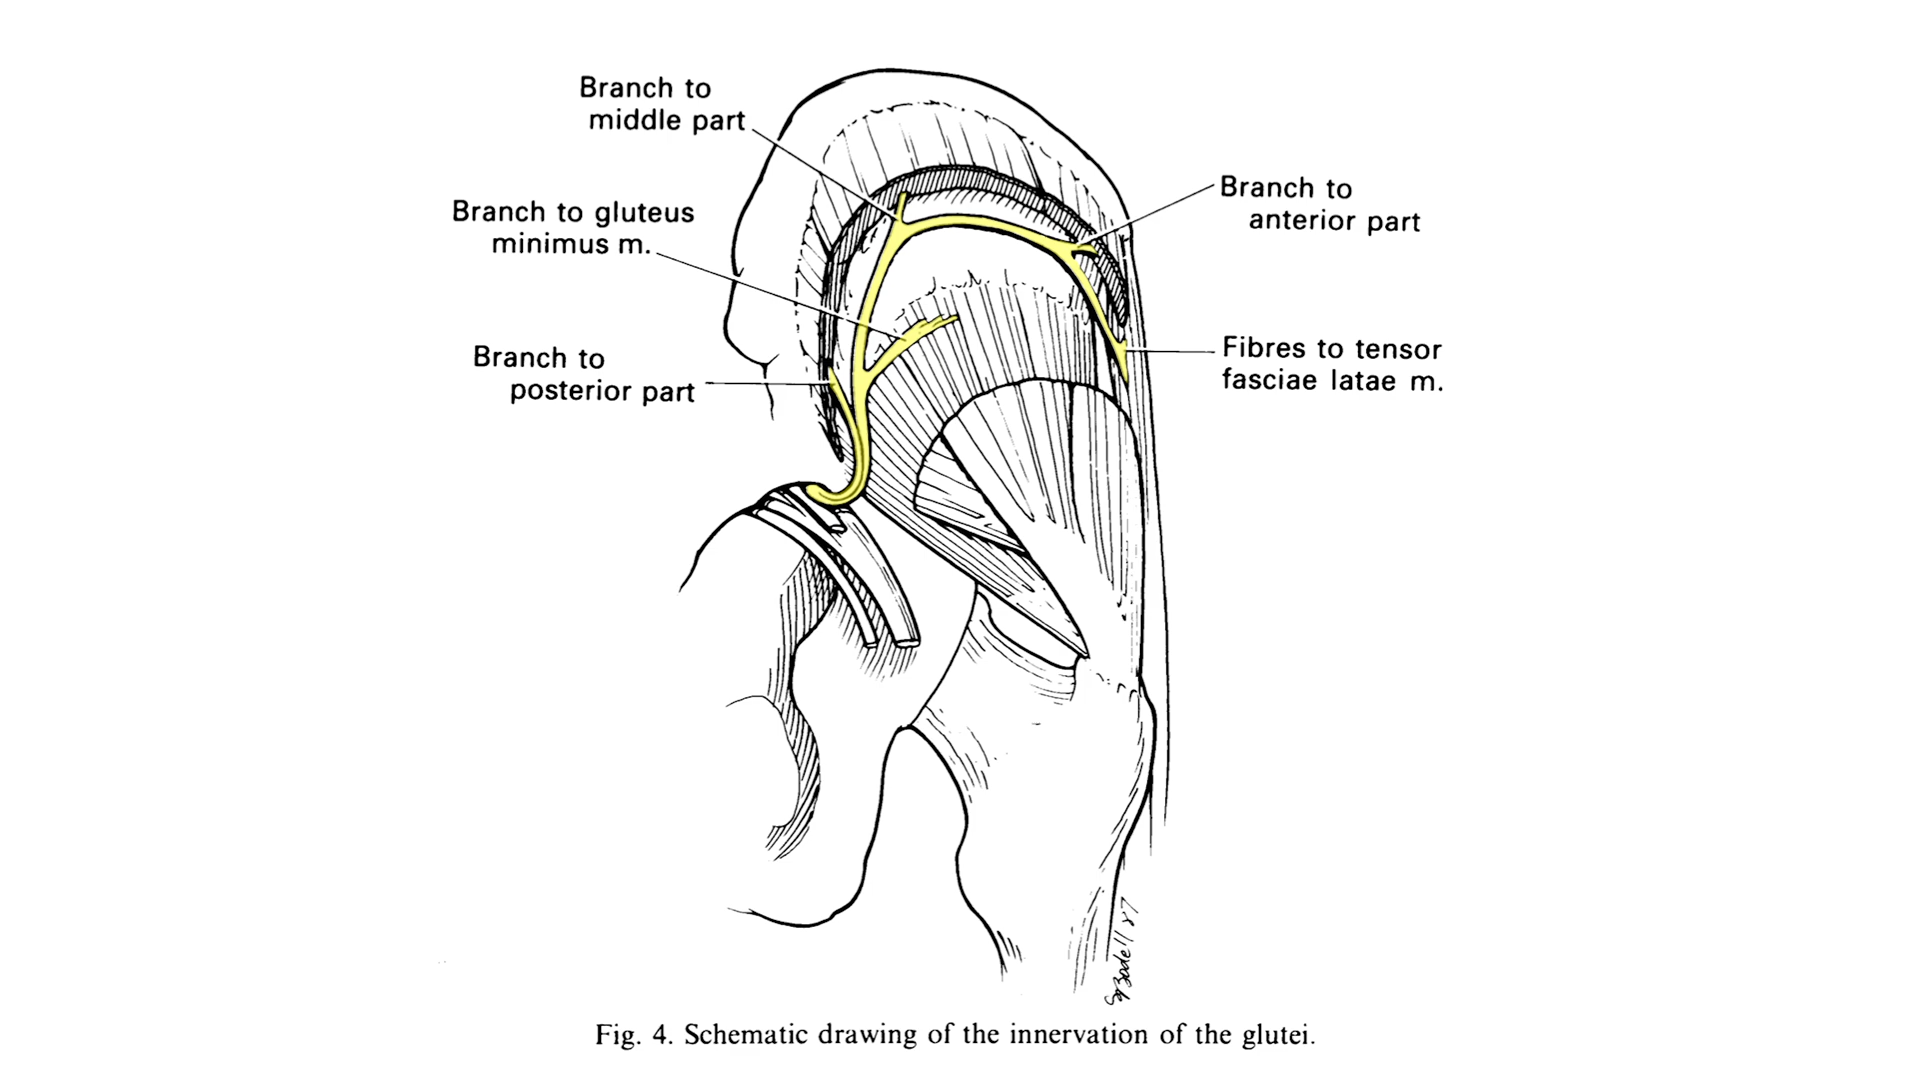 Branch to
middle part
Branch to gluteus
minimus m.
Branch to
posterior part
Branch to
anterior part
Fibres to tensor
fasciae latae m.
Fig. 4. Schematic drawing of the innervation of the glutei.